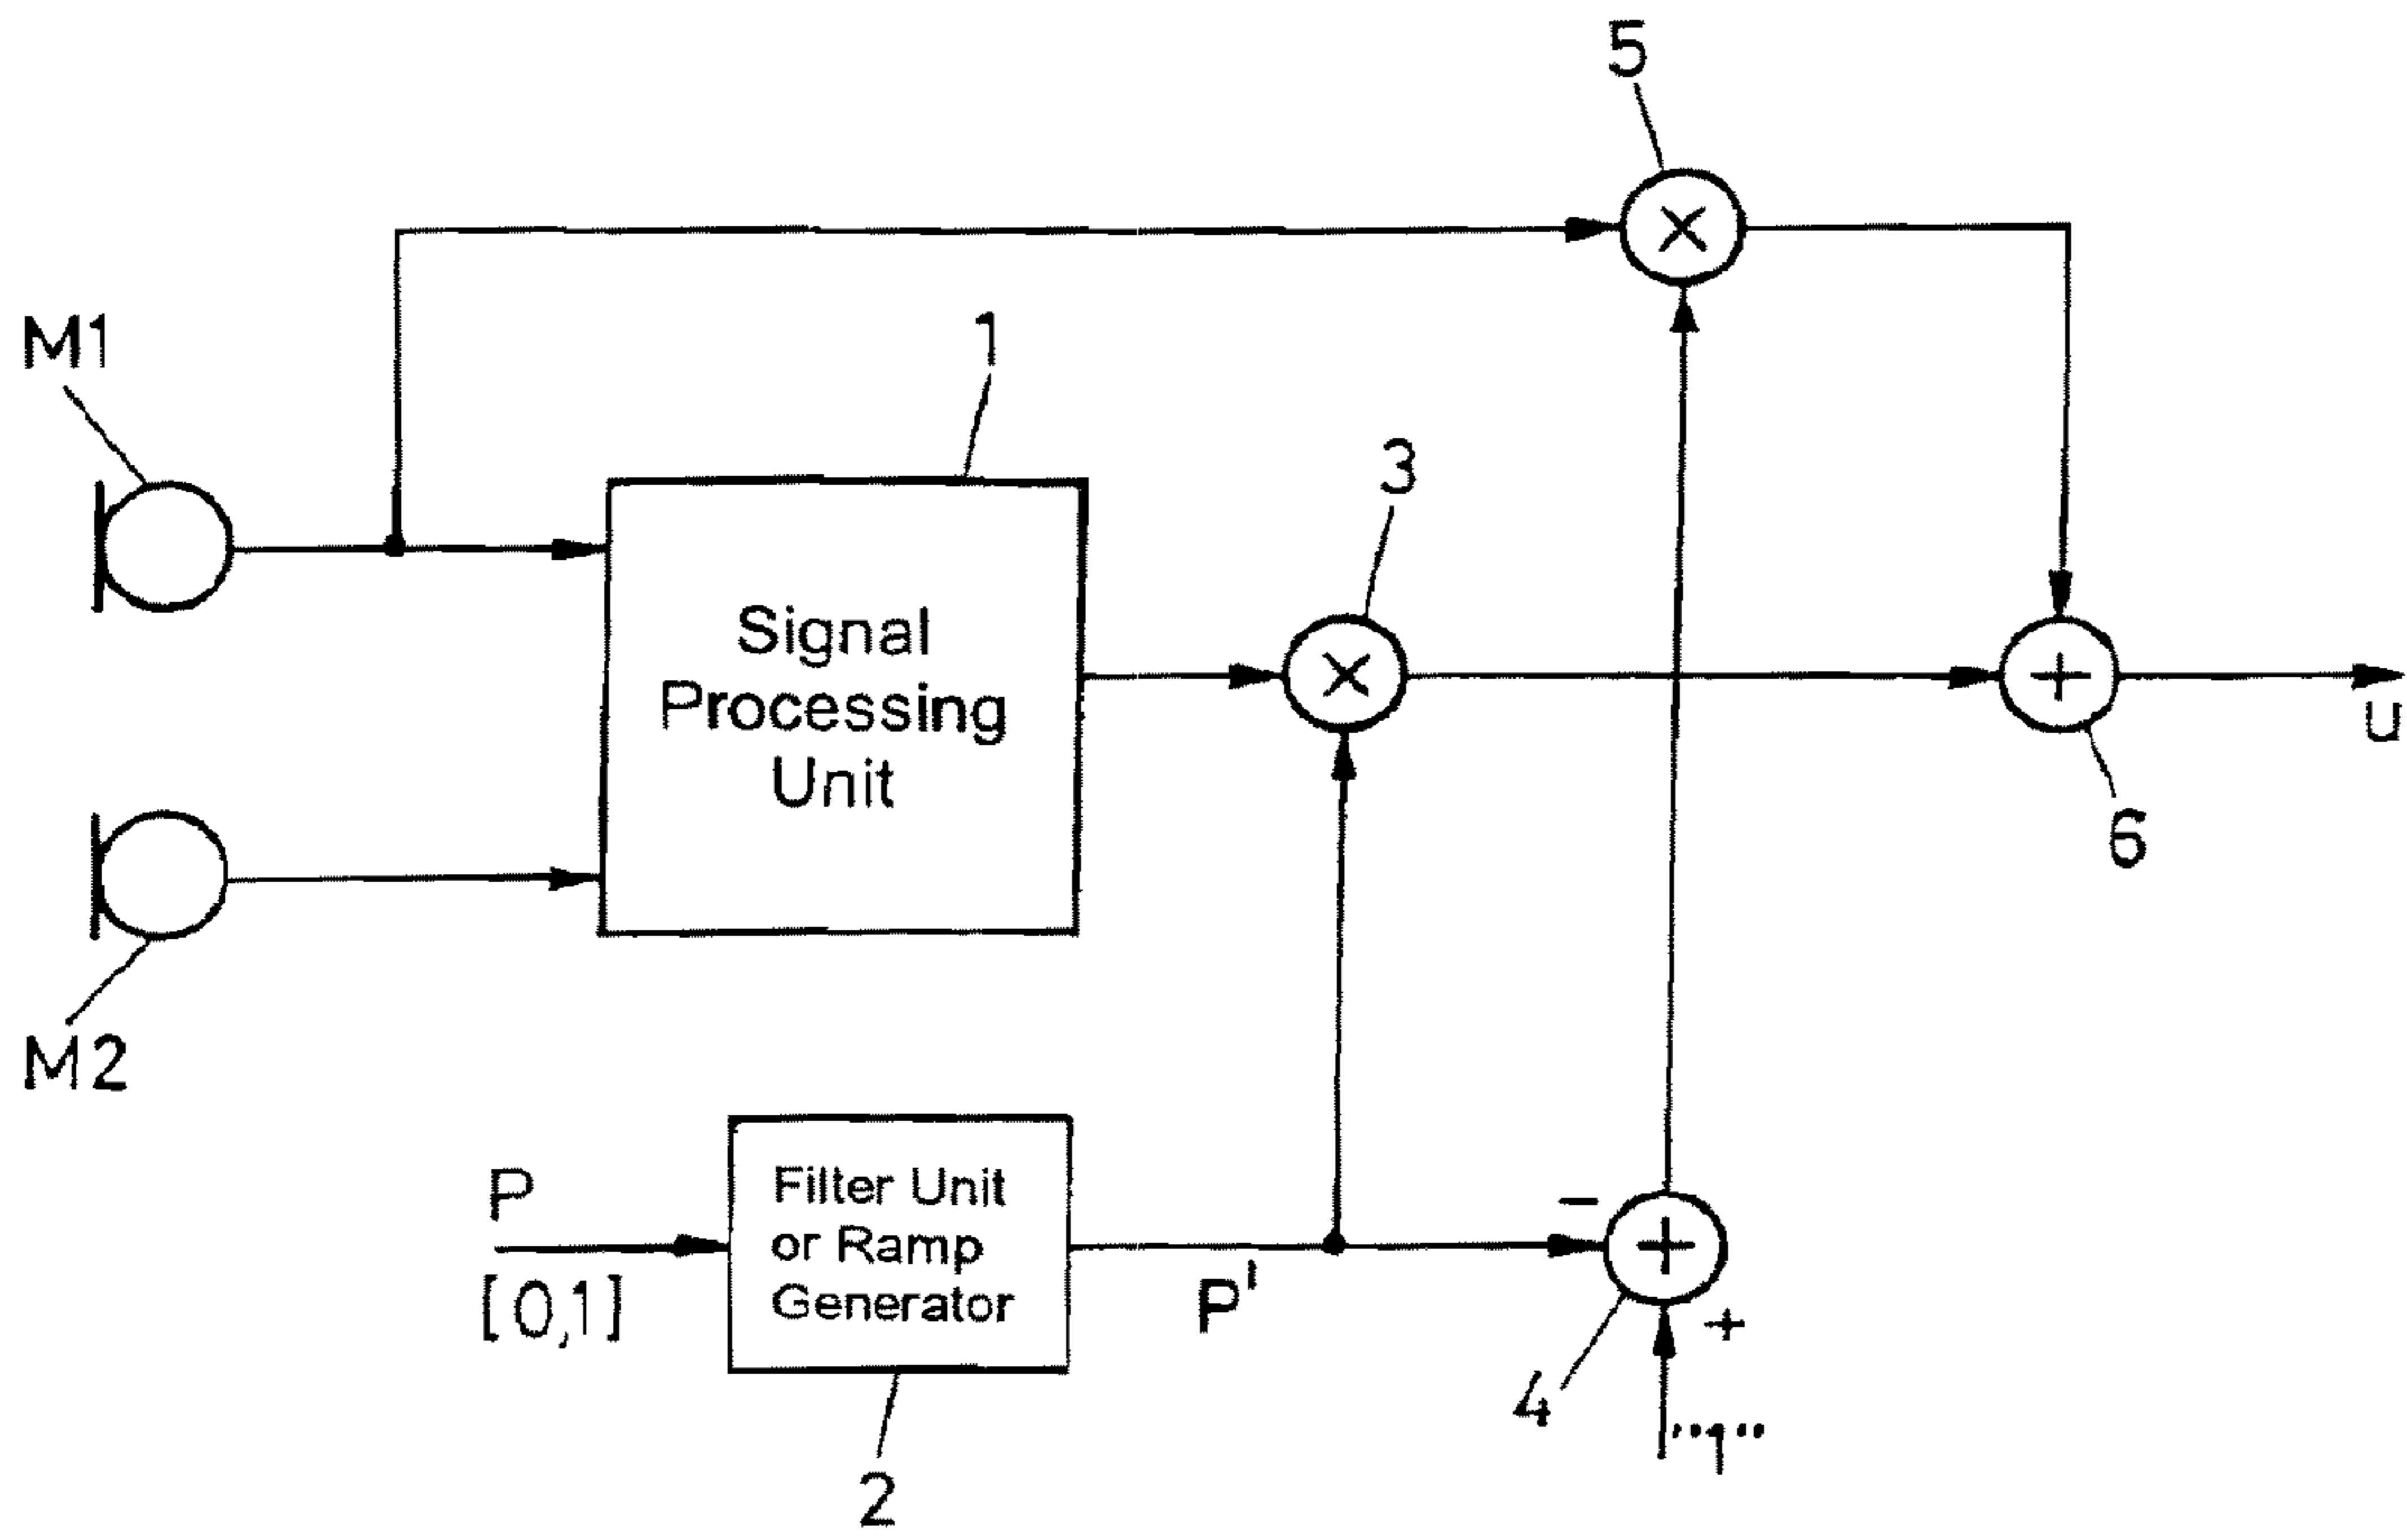 5
M1
1
3
Signal
Processing
Unit
u
6
M2
P
[0,1]
Filter Unit
or Ramp
Generator
P'
−
+
4
"1"
2